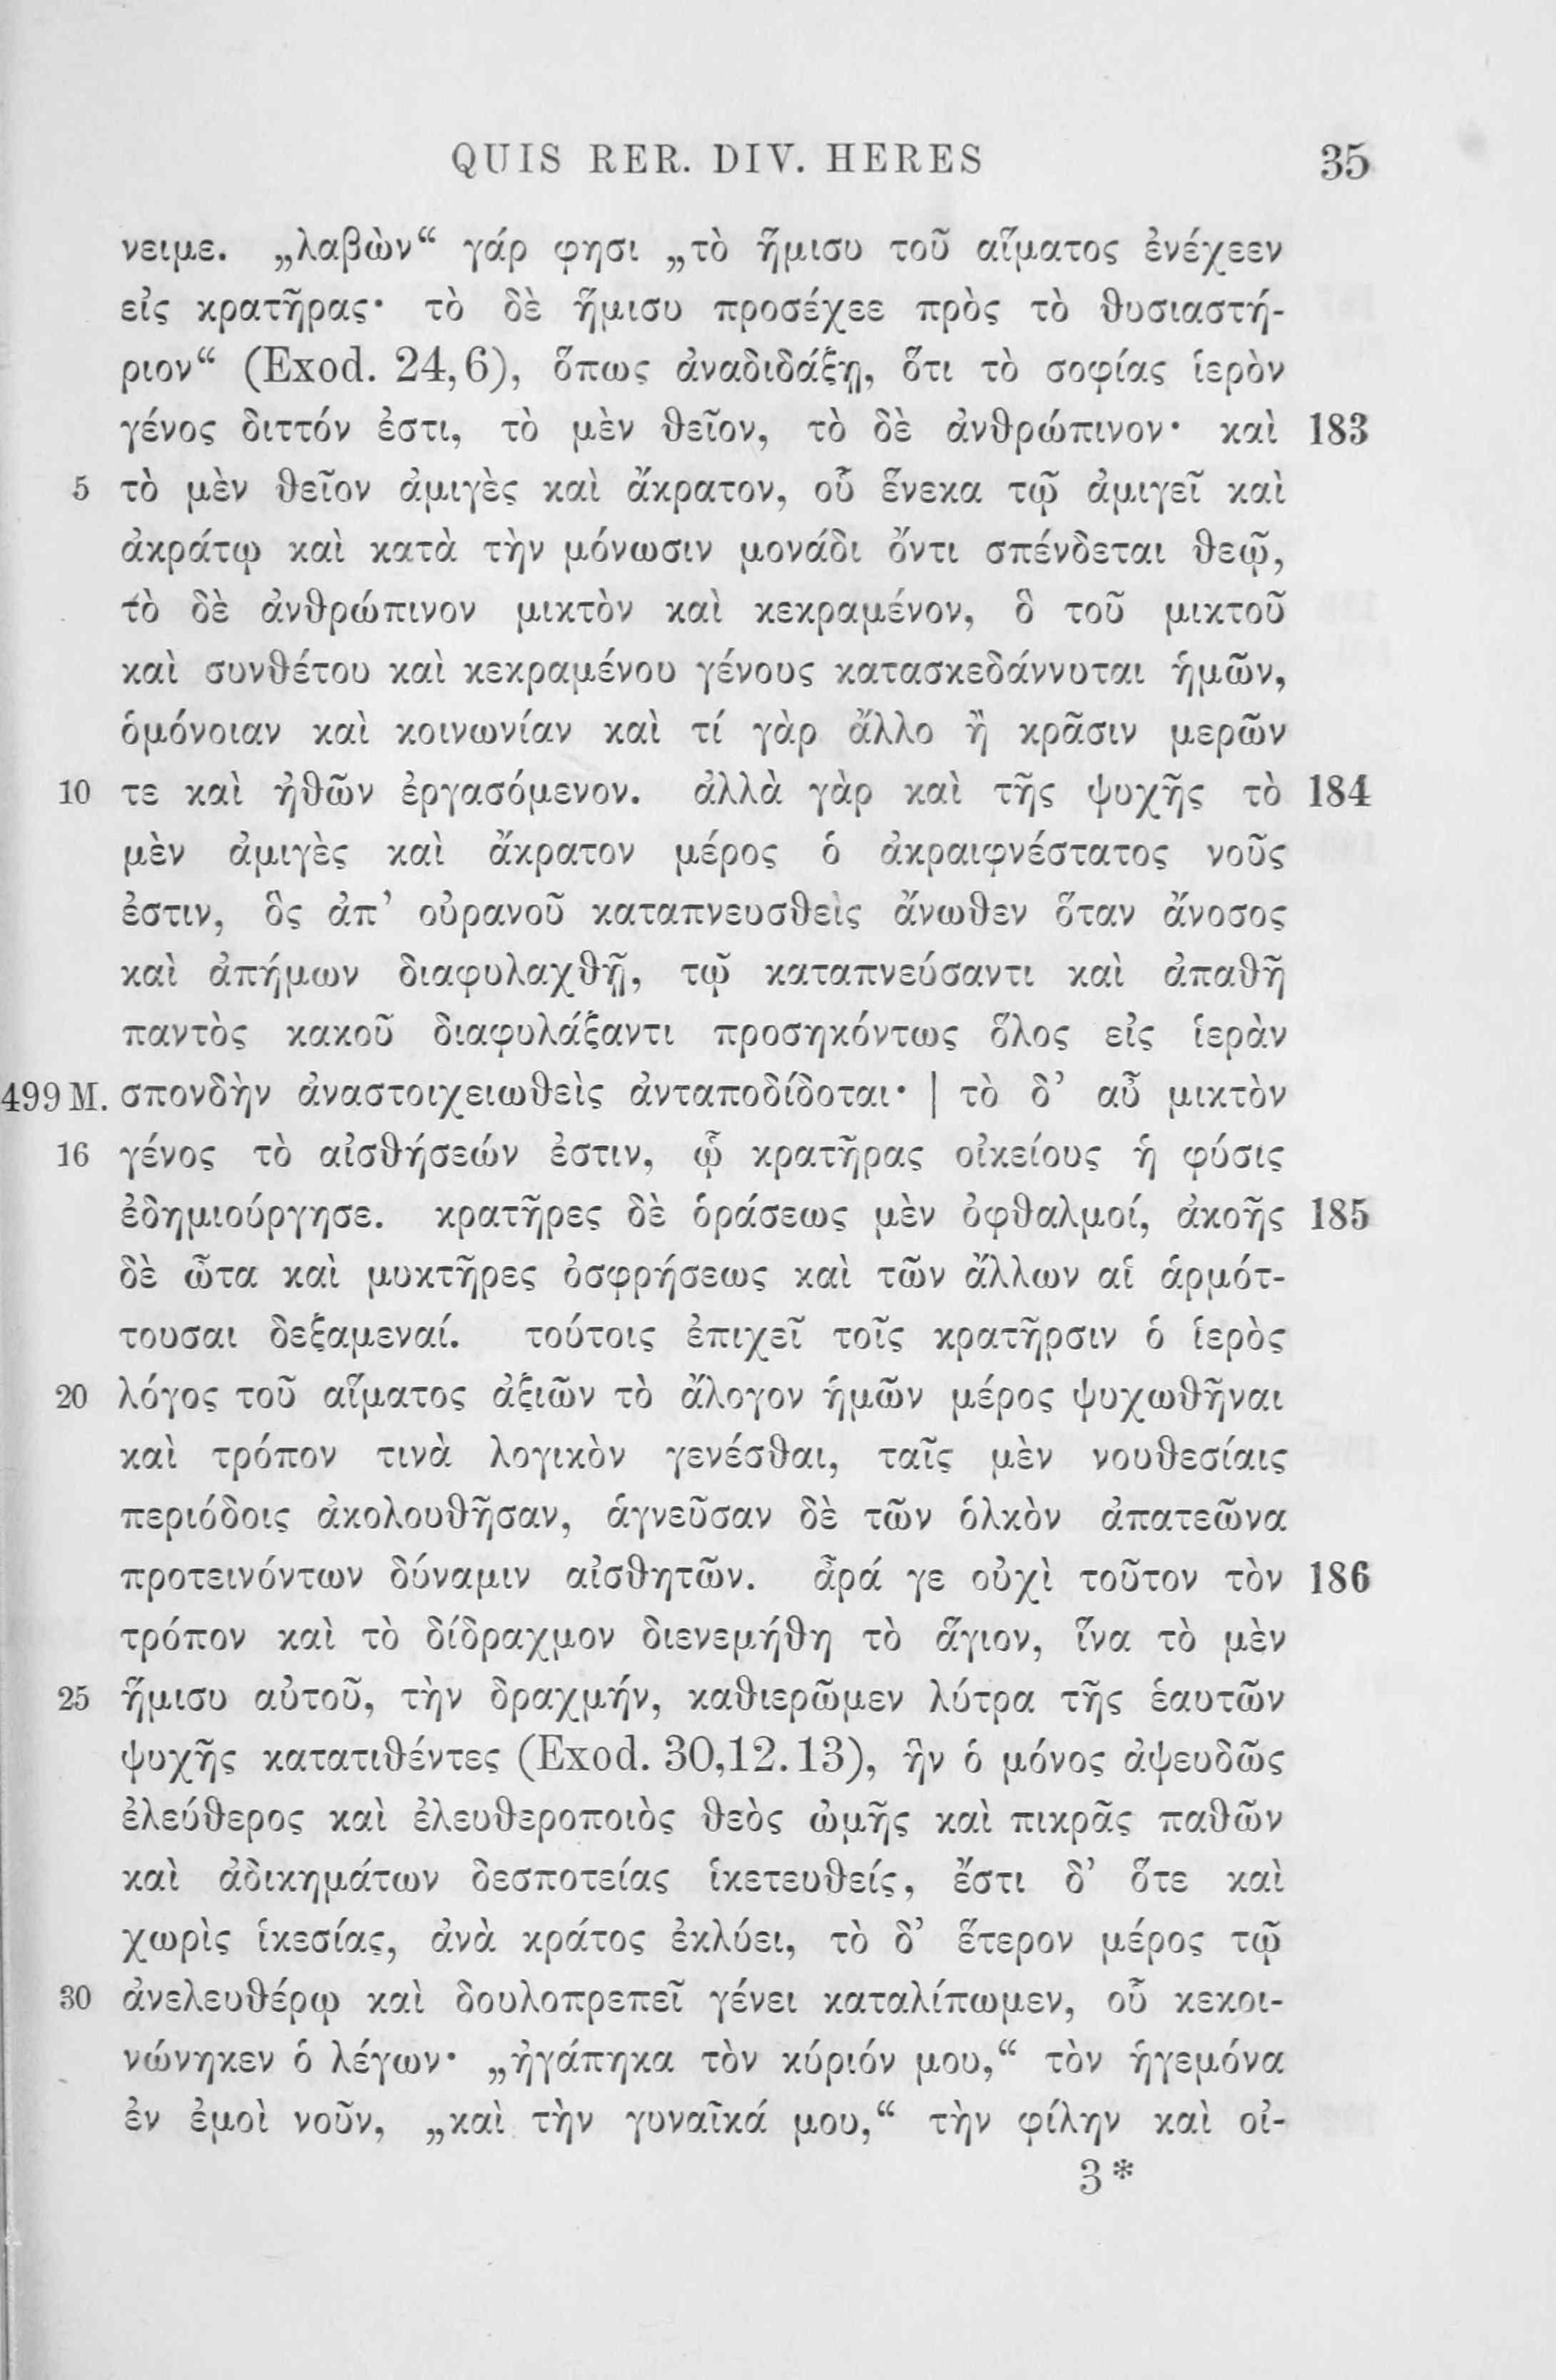 QUIS RER. DIV. HERES 35
νειμε. „λαβὼν“ γάρ φησι „τὸ ἥμισυ τοῦ αἵματος ἐνέχεεν
εἰς κρατῆρας· τὸ δὲ ἥμισυ προσέχεε πρὸς τὸ θυσιαστή-
ριον“ (Exod. 24,6), ὅπως ἀναδιδάξῃ, ὅτι τὸ σοφίας ἱερὸν
γένος διττόν ἐστι, τὸ μὲν θεῖον, τὸ δὲ ἀνθρώπινον· καὶ 183
5 τὸ μὲν θεῖον ἀμιγὲς καὶ ἄκρατον, οὗ ἕνεκα τῷ ἀμιγεῖ καὶ
ἀκράτῳ καὶ κατὰ τὴν μόνωσιν μονάδι ὄντι σπένδεται θεῷ,
τὸ δὲ ἀνθρώπινον μικτὸν καὶ κεκραμένον, ὃ τοῦ μικτοῦ
καὶ συνθέτου καὶ κεκραμένου γένους κατασκεδάννυται ἡμῶν,
ὁμόνοιαν καὶ κοινωνίαν καὶ τί γὰρ ἄλλο ἢ κρᾶσιν μερῶν
10 τε καὶ ἠθῶν ἐργασόμενον. ἀλλὰ γὰρ καὶ τῆς ψυχῆς τὸ 184
μὲν ἀμιγὲς καὶ ἄκρατον μέρος ὁ ἀκραιφνέστατος νοῦς
ἐστιν, ὃς ἀπ’ οὐρανοῦ καταπνευσθεὶς ἄνωθεν ὅταν ἄνοσος
καὶ ἀπήμων διαφυλαχθῇ, τῷ καταπνεύσαντι καὶ ἀπαθῆ
παντὸς κακοῦ διαφυλάξαντι προσηκόντως ὅλος εἰς ἱερὰν
499 M. σπονδὴν ἀναστοιχειωθεὶς ἀνταποδίδοται· | τὸ δ’ αὖ μικτὸν
16 γένος τὸ αἰσθήσεών ἐστιν, ᾧ κρατῆρας οἰκείους ἡ φύσις
ἐδημιούργησε. κρατῆρες δὲ ὁράσεως μὲν ὀφθαλμοί, ἀκοῆς 185
δὲ ὦτα καὶ μυκτῆρες ὀσφρήσεως καὶ τῶν ἄλλων αἱ ἁρμότ-
τουσαι δεξαμεναί. τούτοις ἐπιχεῖ τοῖς κρατῆρσιν ὁ ἱερὸς
20 λόγος τοῦ αἵματος ἀξιῶν τὸ ἄλογον ἡμῶν μέρος ψυχωθῆναι
καὶ τρόπον τινὰ λογικὸν γενέσθαι, ταῖς μὲν νουθεσίαις
περιόδοις ἀκολουθῆσαν, ἁγνεῦσαν δὲ τῶν ὁλκὸν ἀπατεῶνα
προτεινόντων δύναμιν αἰσθητῶν. ἆρά γε οὐχὶ τοῦτον τὸν 186
τρόπον καὶ τὸ δίδραχμον διενεμήθη τὸ ἅγιον, ἵνα τὸ μὲν
25 ἥμισυ αὐτοῦ, τὴν δραχμήν, καθιερῶμεν λύτρα τῆς ἑαυτῶν
ψυχῆς κατατιθέντες (Exod. 30,12.13), ἣν ὁ μόνος ἀψευδῶς
ἐλεύθερος καὶ ἐλευθεροποιὸς θεὸς ὠμῆς καὶ πικρᾶς παθῶν
καὶ ἀδικημάτων δεσποτείας ἱκετευθείς, ἔστι δ’ ὅτε καὶ
χωρὶς ἱκεσίας, ἀνὰ κράτος ἐκλύει, τὸ δ’ ἕτερον μέρος τῷ
30 ἀνελευθέρῳ καὶ δουλοπρεπεῖ γένει καταλίπωμεν, οὗ κεκοι-
νώνηκεν ὁ λέγων· „ἠγάπηκα τὸν κύριόν μου,“ τὸν ἡγεμόνα
ἐν ἐμοὶ νοῦν, „καὶ τὴν γυναῖκά μου,“ τὴν φίλην καὶ οἰ-
3*